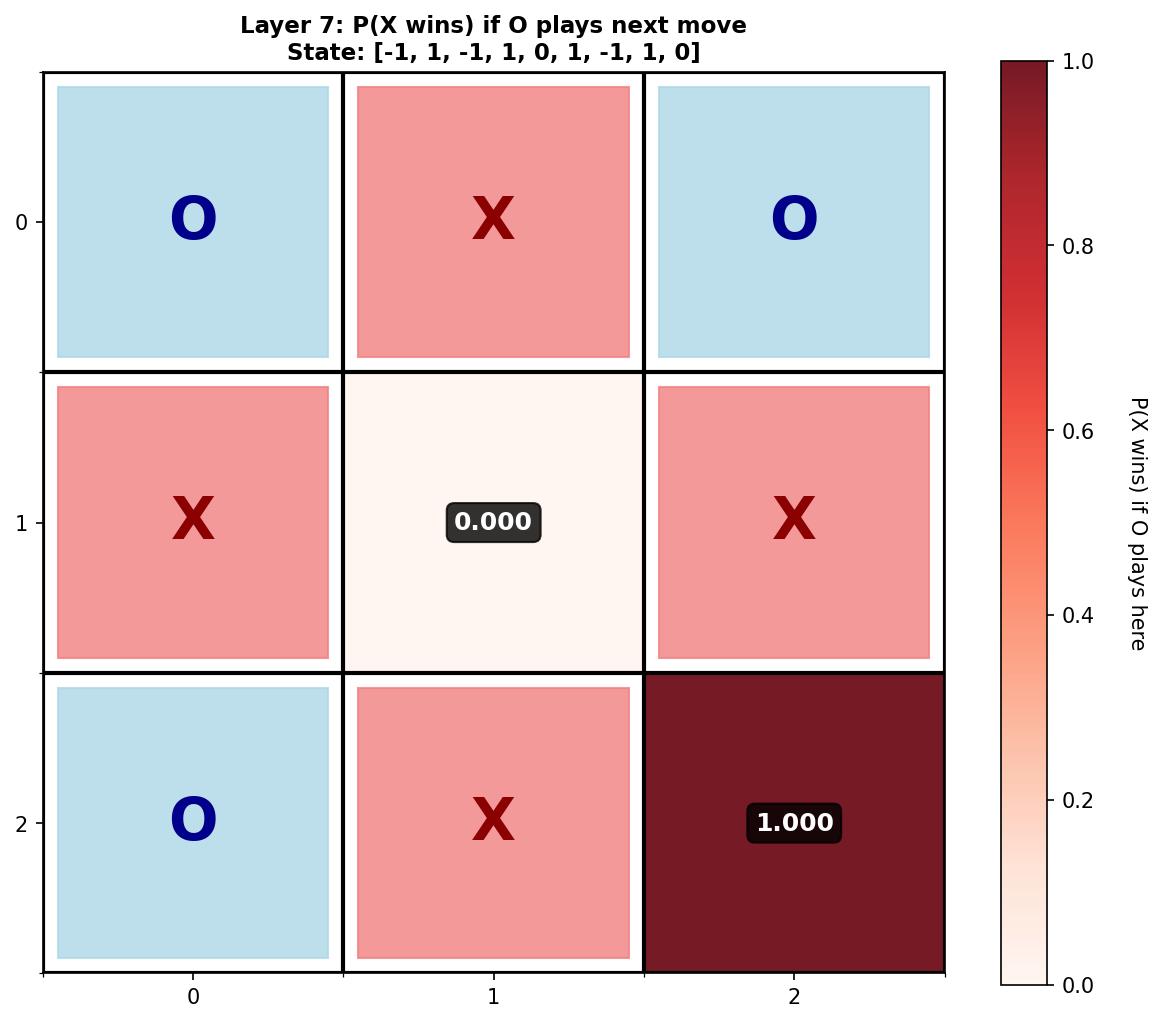 Layer 7: P(X wins) if O plays next move
State: [-1, 1, -1, 1, 0, 1, -1, 1, 0]
O X O
X 0.000 X
O X 1.000
0
1
2
0 1 2
1.0
0.8
0.6
0.4
0.2
0.0
P(X wins) if O plays here